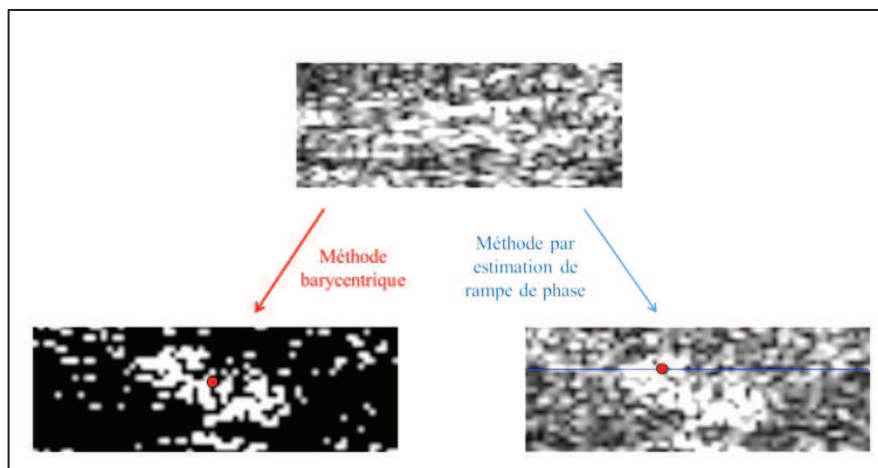 Méthode
barycentrique
Méthode par
estimation de
rampe de phase